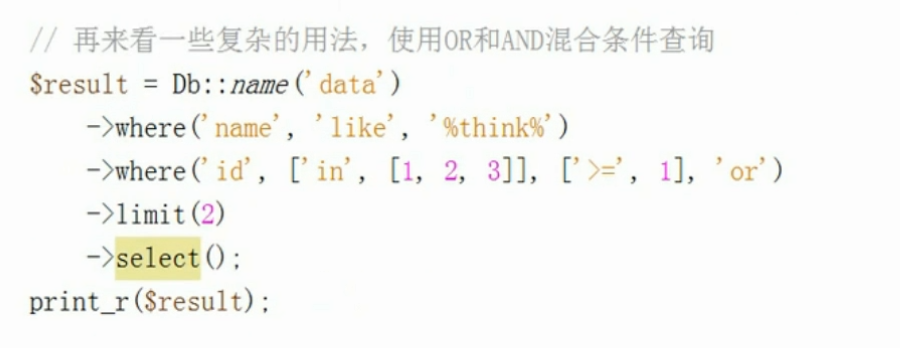 // 再来看一些复杂的用法，使用OR和AND混合条件查询
$result = Db::name('data')
    ->where('name', 'like', '%think%')
    ->where('id', ['in', [1, 2, 3]], ['>=', 1], 'or')
    ->limit(2)
    ->select();
print_r($result);